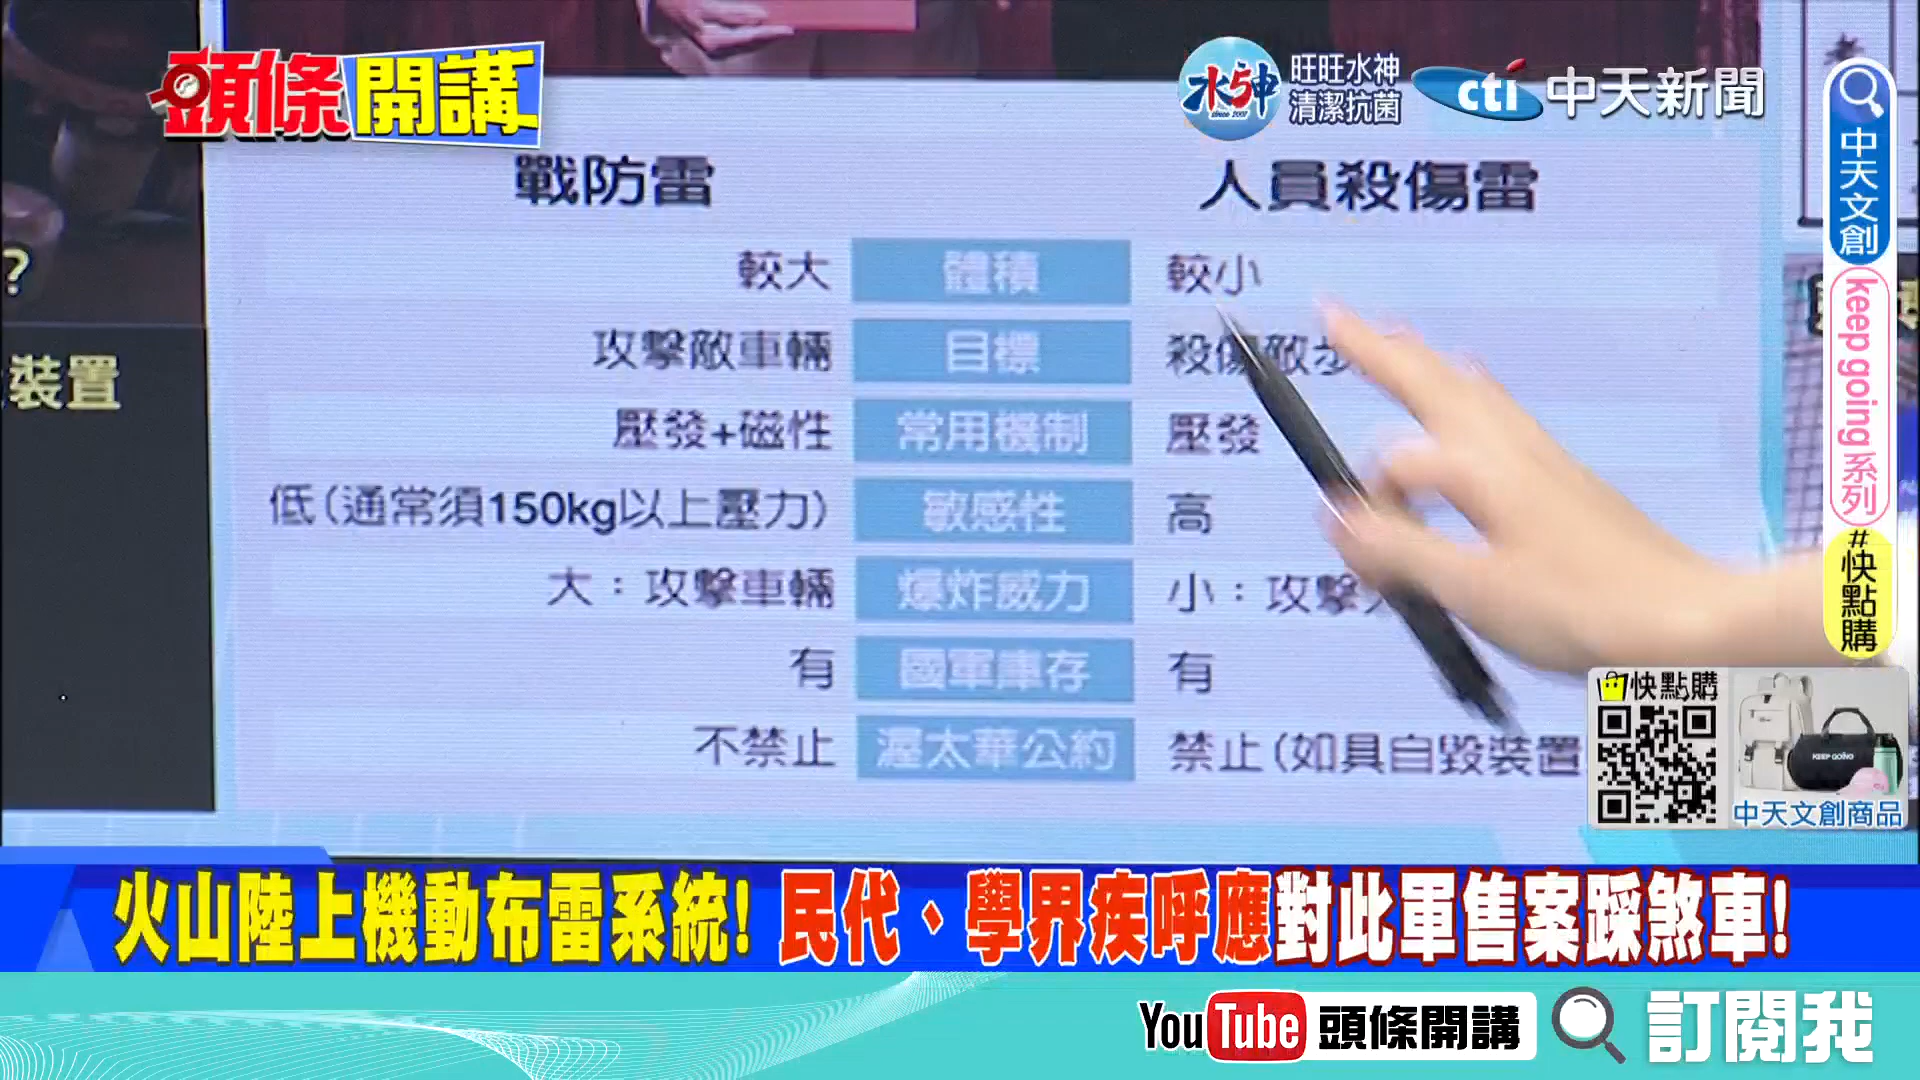 頭條開講
水神
since 2007
旺旺水神
清潔抗菌
cti 中天新聞
戰防雷
人員殺傷雷
較大 體積 較小
攻擊敵車輛 目標 殺傷敵步
壓發+磁性 常用機制 壓發
低(通常須150kg以上壓力) 敏感性 高
大：攻擊車輛 爆炸威力 小：攻擊
有 國軍庫存 有
不禁止 渥太華公約 禁止(如具自毀裝置
?
裝置
中天文創
keep going系列
#快點購
快點購
KEEP GOING
中天文創商品
火山陸上機動布雷系統! 民代、學界疾呼應對此軍售案踩煞車!
YouTube 頭條開講 訂閱我